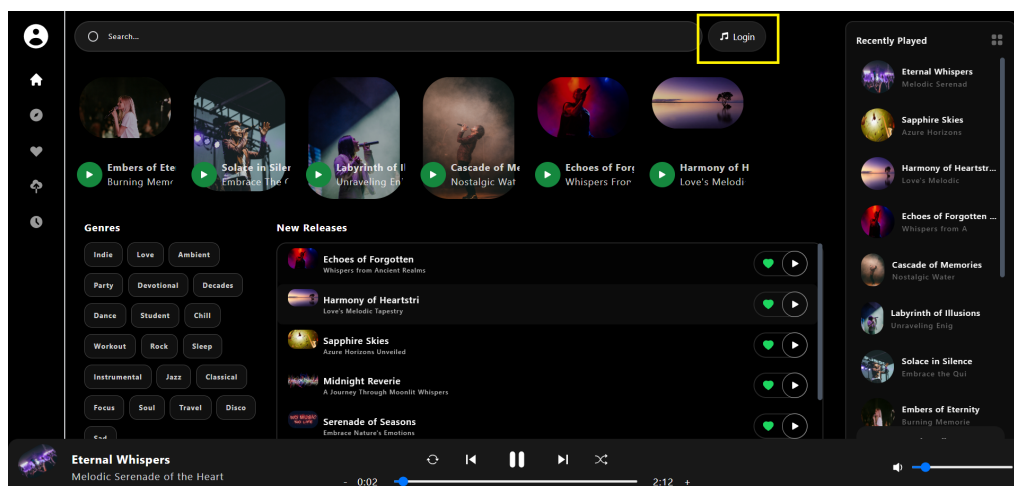 Search...
Login
Embers of Ete
Burning Mem
Solace in Siler
Embrace The
Labyrinth of Il
Unraveling En
Cascade of Me
Nostalgic Wat
Echoes of Forg
Whispers Fror
Harmony of H
Love's Melodi
Genres
Indie Love Ambient
Party Devotional Decades
Dance Student Chill
Workout Rock Sleep
Instrumental Jazz Classical
Focus Soul Travel Disco
Sad
New Releases
Echoes of Forgotten
Whispers from Ancient Realms
Harmony of Heartstri
Love's Melodic Tapestry
Sapphire Skies
Azure Horizons Unveiled
Midnight Reverie
A Journey Through Moonlit Whispers
Serenade of Seasons
Embrace Nature's Emotions
Recently Played
Eternal Whispers
Melodic Serenad
Sapphire Skies
Azure Horizons
Harmony of Heartstr...
Love's Melodic
Echoes of Forgotten ...
Whispers from A
Cascade of Memories
Nostalgic Water
Labyrinth of Illusions
Unraveling Enig
Solace in Silence
Embrace the Qui
Embers of Eternity
Burning Memorie
Eternal Whispers
Melodic Serenade of the Heart
- 0:02 2:12 +